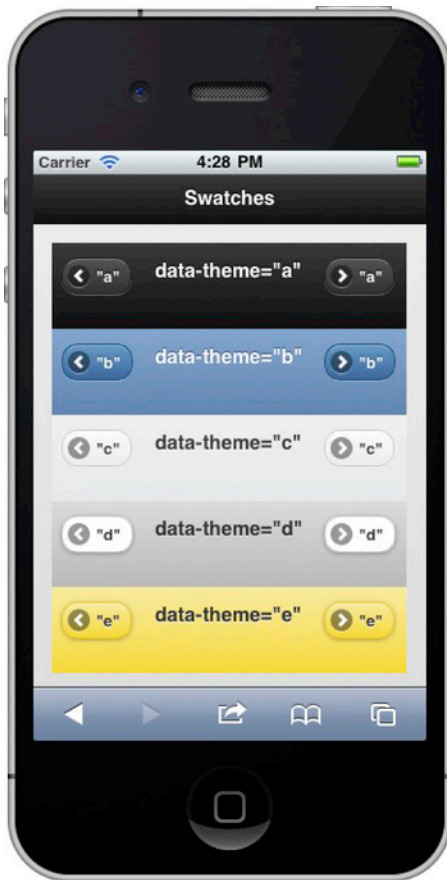 Carrier 4:28 PM
Swatches
"a" data-theme="a" "a"
"b" data-theme="b" "b"
"c" data-theme="c" "c"
"d" data-theme="d" "d"
"e" data-theme="e" "e"